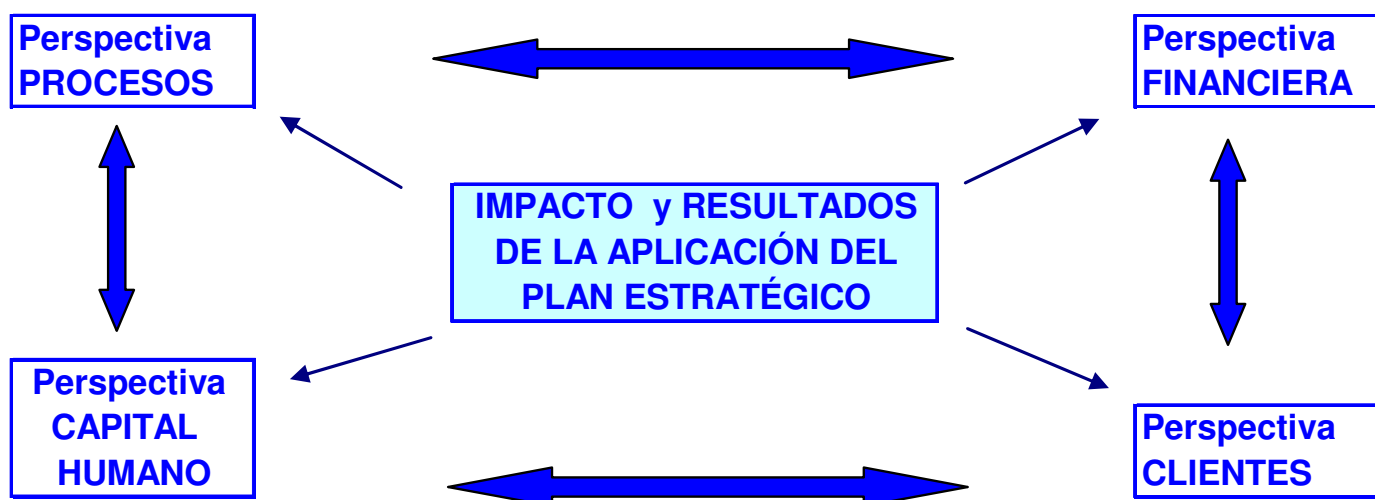 Perspectiva
PROCESOS
Perspectiva
FINANCIERA
IMPACTO y RESULTADOS
DE LA APLICACIÓN DEL
PLAN ESTRATÉGICO
Perspectiva
CAPITAL
HUMANO
Perspectiva
CLIENTES